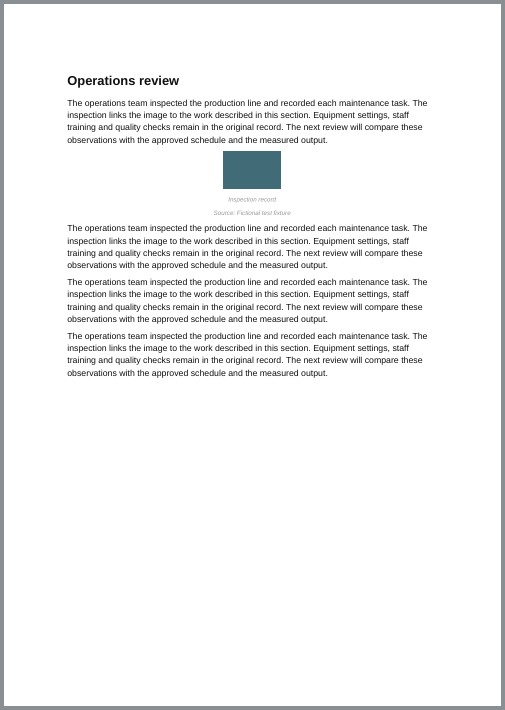 Operations review
The operations team inspected the production line and recorded each maintenance task. The
inspection links the image to the work described in this section. Equipment settings, staff
training and quality checks remain in the original record. The next review will compare these
observations with the approved schedule and the measured output.
Inspection record
Source: Fictional test fixture
The operations team inspected the production line and recorded each maintenance task. The
inspection links the image to the work described in this section. Equipment settings, staff
training and quality checks remain in the original record. The next review will compare these
observations with the approved schedule and the measured output.
The operations team inspected the production line and recorded each maintenance task. The
inspection links the image to the work described in this section. Equipment settings, staff
training and quality checks remain in the original record. The next review will compare these
observations with the approved schedule and the measured output.
The operations team inspected the production line and recorded each maintenance task. The
inspection links the image to the work described in this section. Equipment settings, staff
training and quality checks remain in the original record. The next review will compare these
observations with the approved schedule and the measured output.